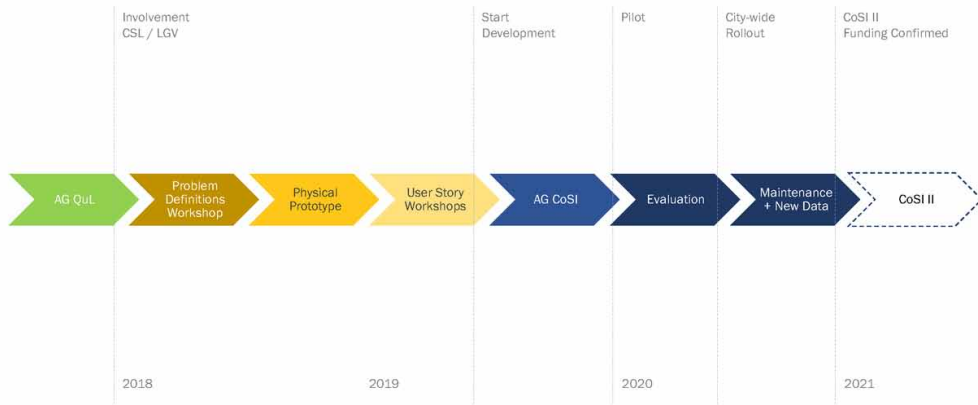 Involvement
CSL / LGV
Start
Development
Pilot
City-wide
Rollout
CoSI II
Funding Confirmed
AG QuL
Problem
Definitions
Workshop
Physical
Prototype
User Story
Workshops
AG CoSI
Evaluation
Maintenance
+ New Data
CoSI II
2018
2019
2020
2021